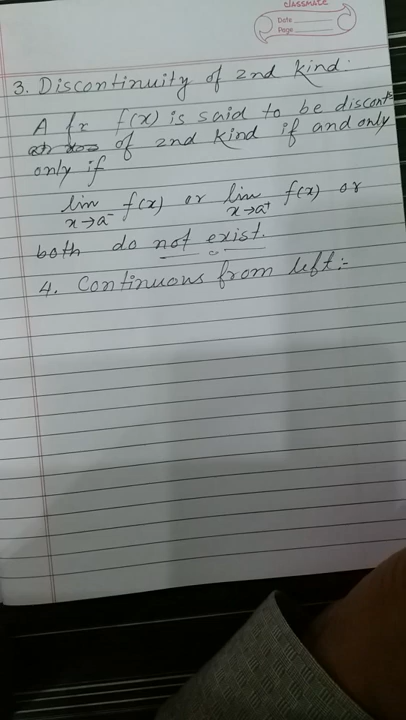 classmate
Date
Page
3. Discontinuity of 2nd Kind:
A fx f(x) is said to be discont
of 2nd Kind if and only
only if
lim f(x) or lim f(x) or
x→a⁻ x→a⁺
both do not exist.
4. Continuous from left:-